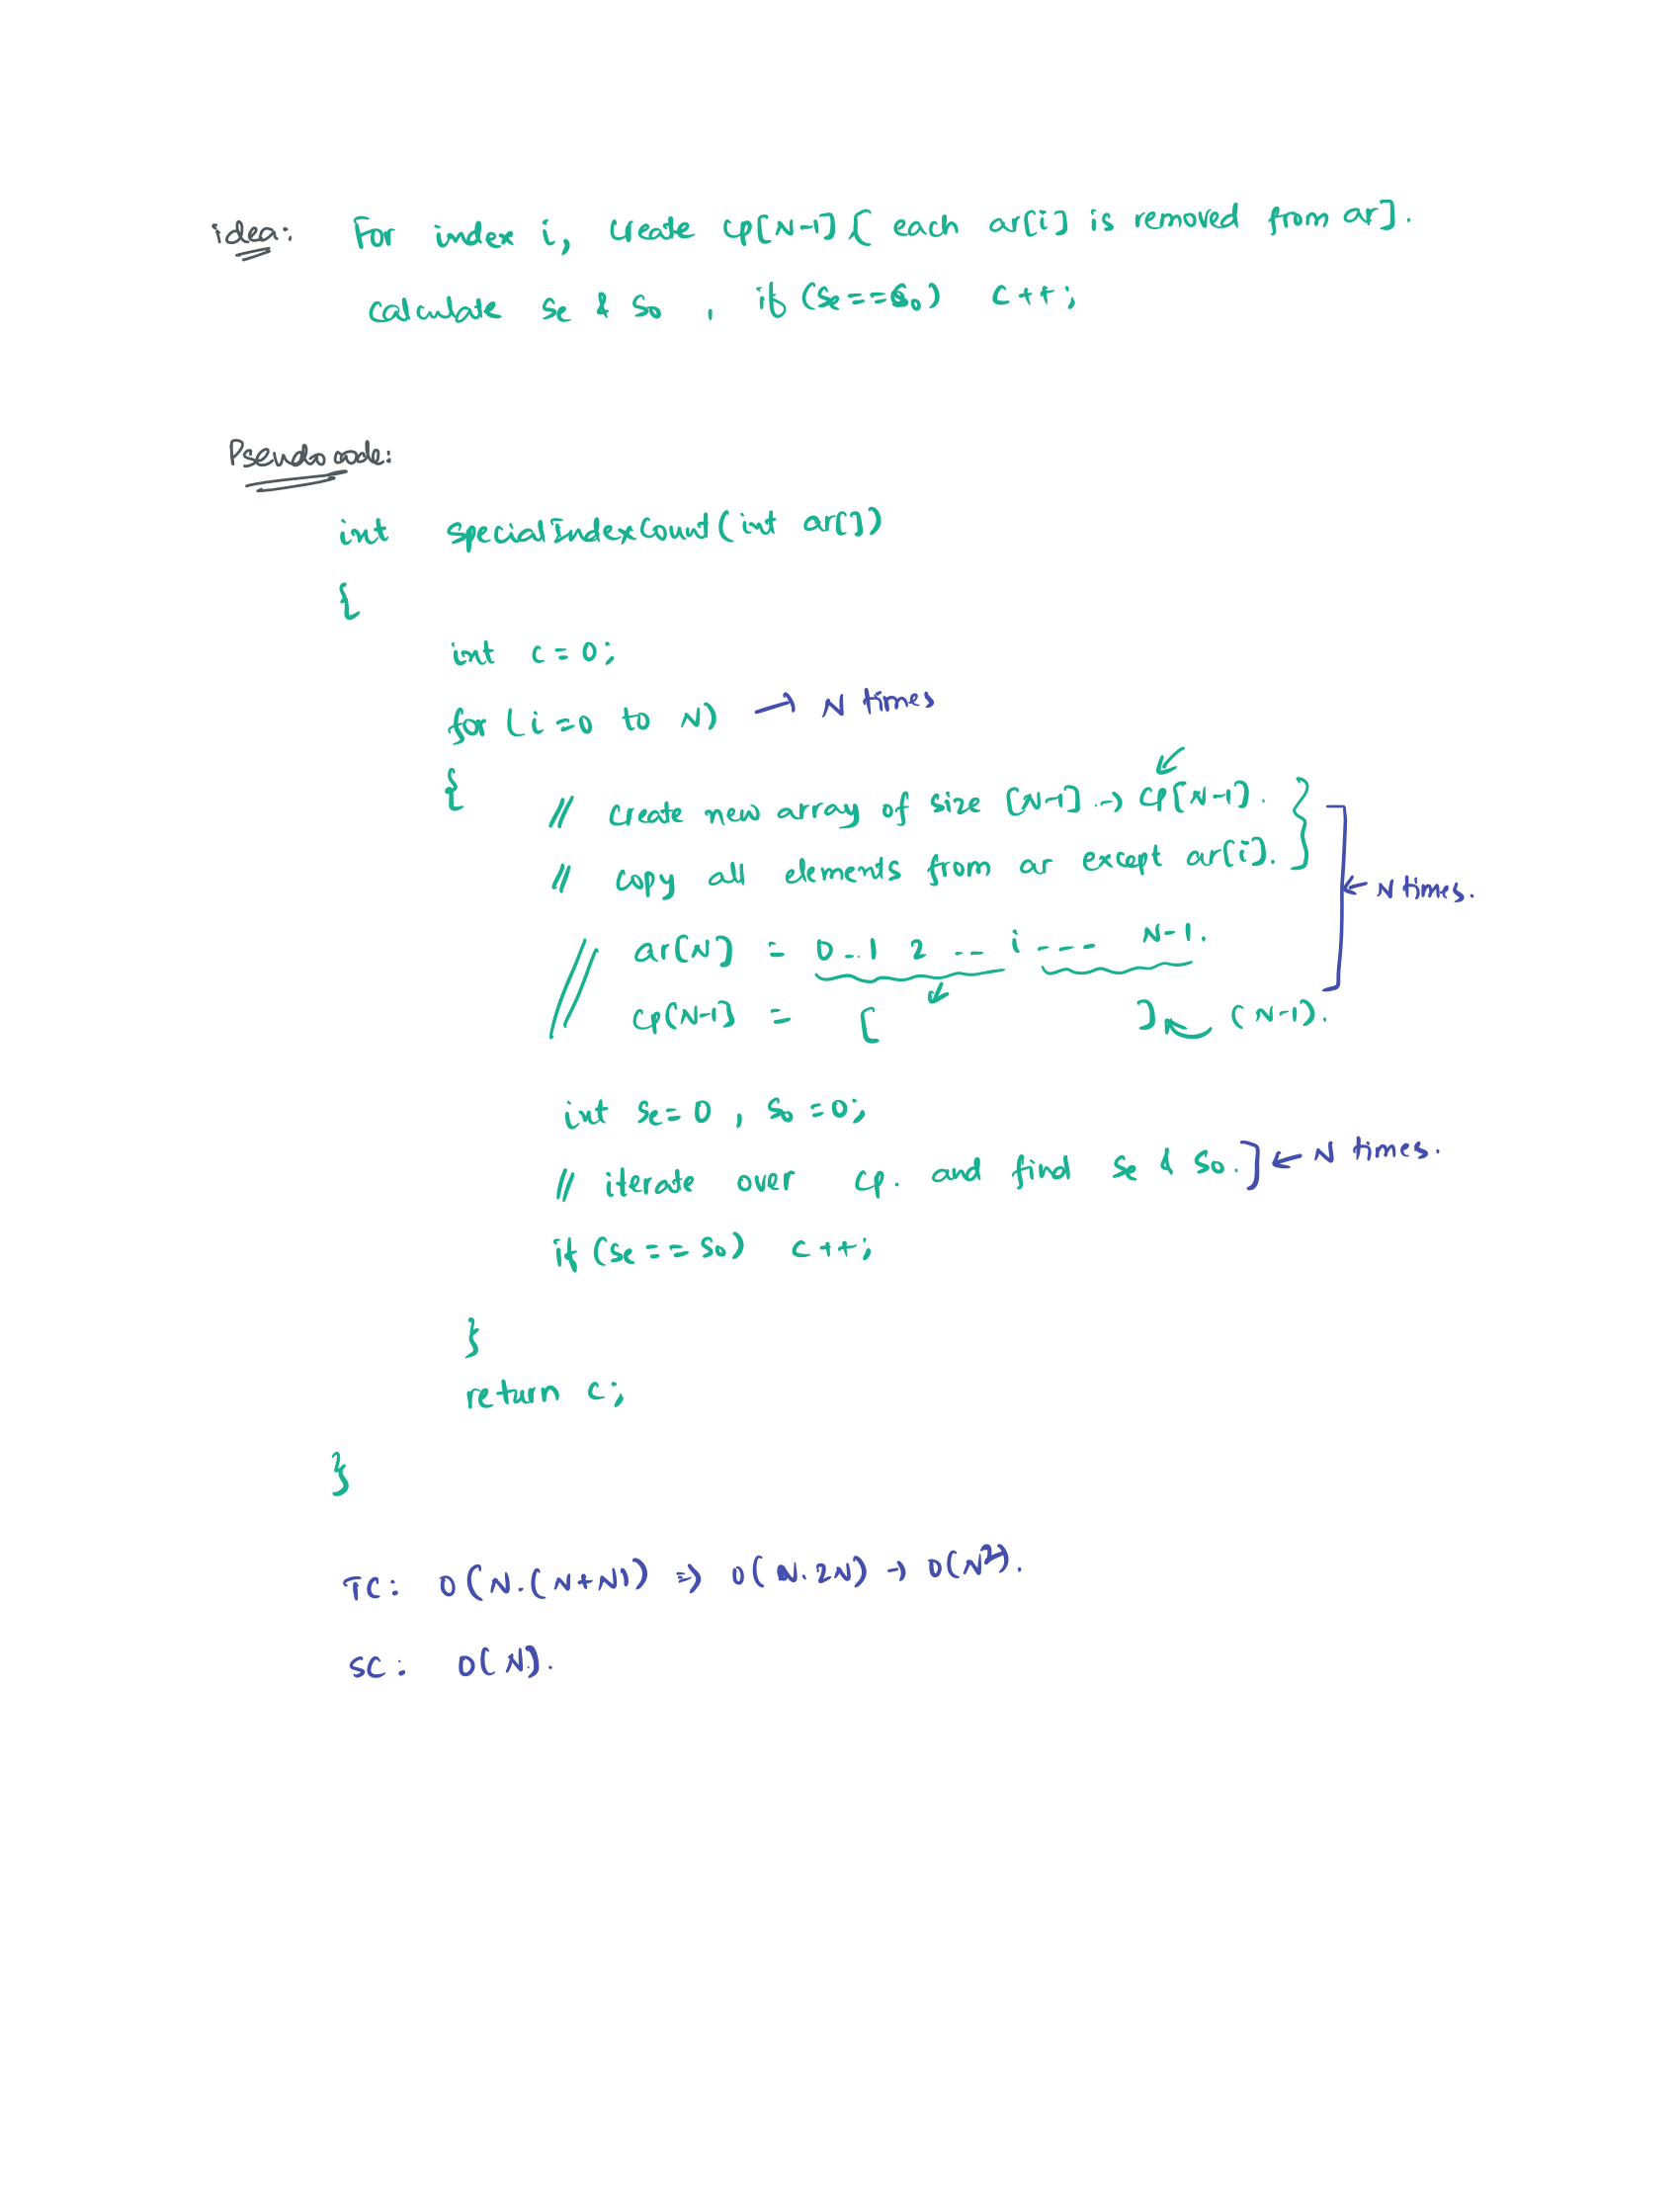 idea: For index i, create cp[N-1] { each ar[i] is removed from ar].
calculate Se & So , if (Se==So) c++;
Pseudo code:
int specialIndexCount(int ar[])
{
int c=0;
for (i=0 to N) → N times
{
// create new array of size [N-1] → cp[N-1].
// copy all elements from ar except ar[i].
← N times.
// ar[N] = 0 .. 1 2 -- i --- N-1.
cp[N-1] = [ ] (N-1).
int Se=0 , So=0;
// iterate over cp. and find Se & So. ] ← N times.
if (Se==So) c++;
}
return c;
}
TC: O(N.(N+N)) => O(N.2N) → O(N²).
SC: O(N).